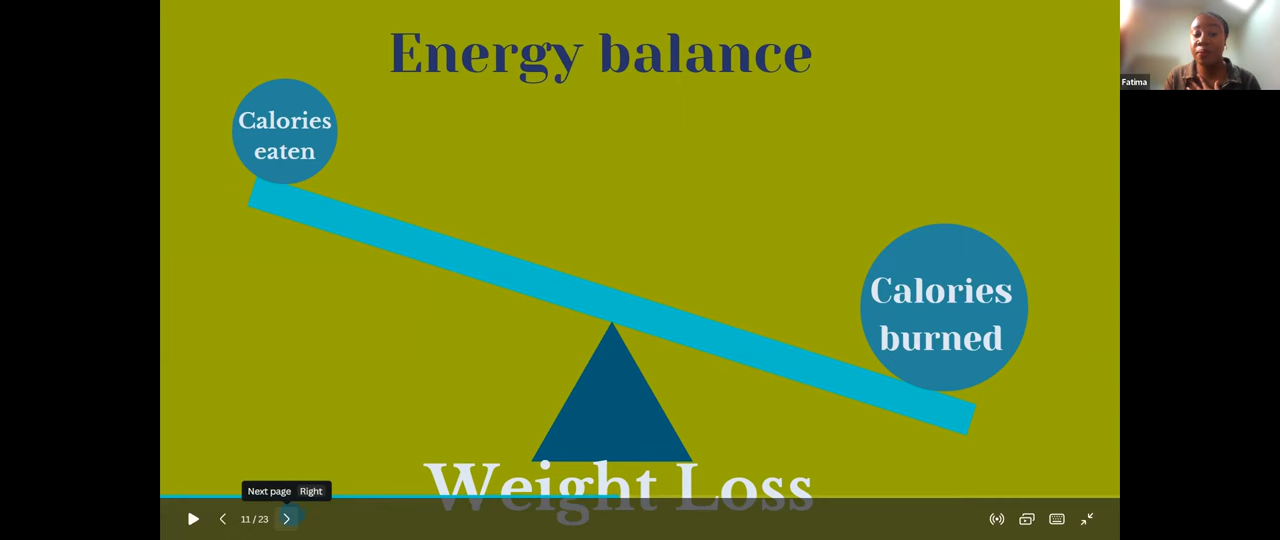 Energy balance
Calories
eaten
Calories
burned
Weight Loss
Next page Right
11 / 23
Fatima